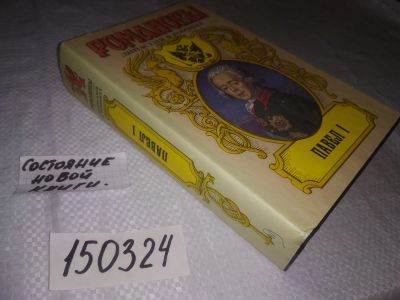 РОМАНОВЫ
ПАВЕЛ I
ПАВЕЛ I
СОСТОЯНИЕ
НОВОЙ
КНИГИ.
150324